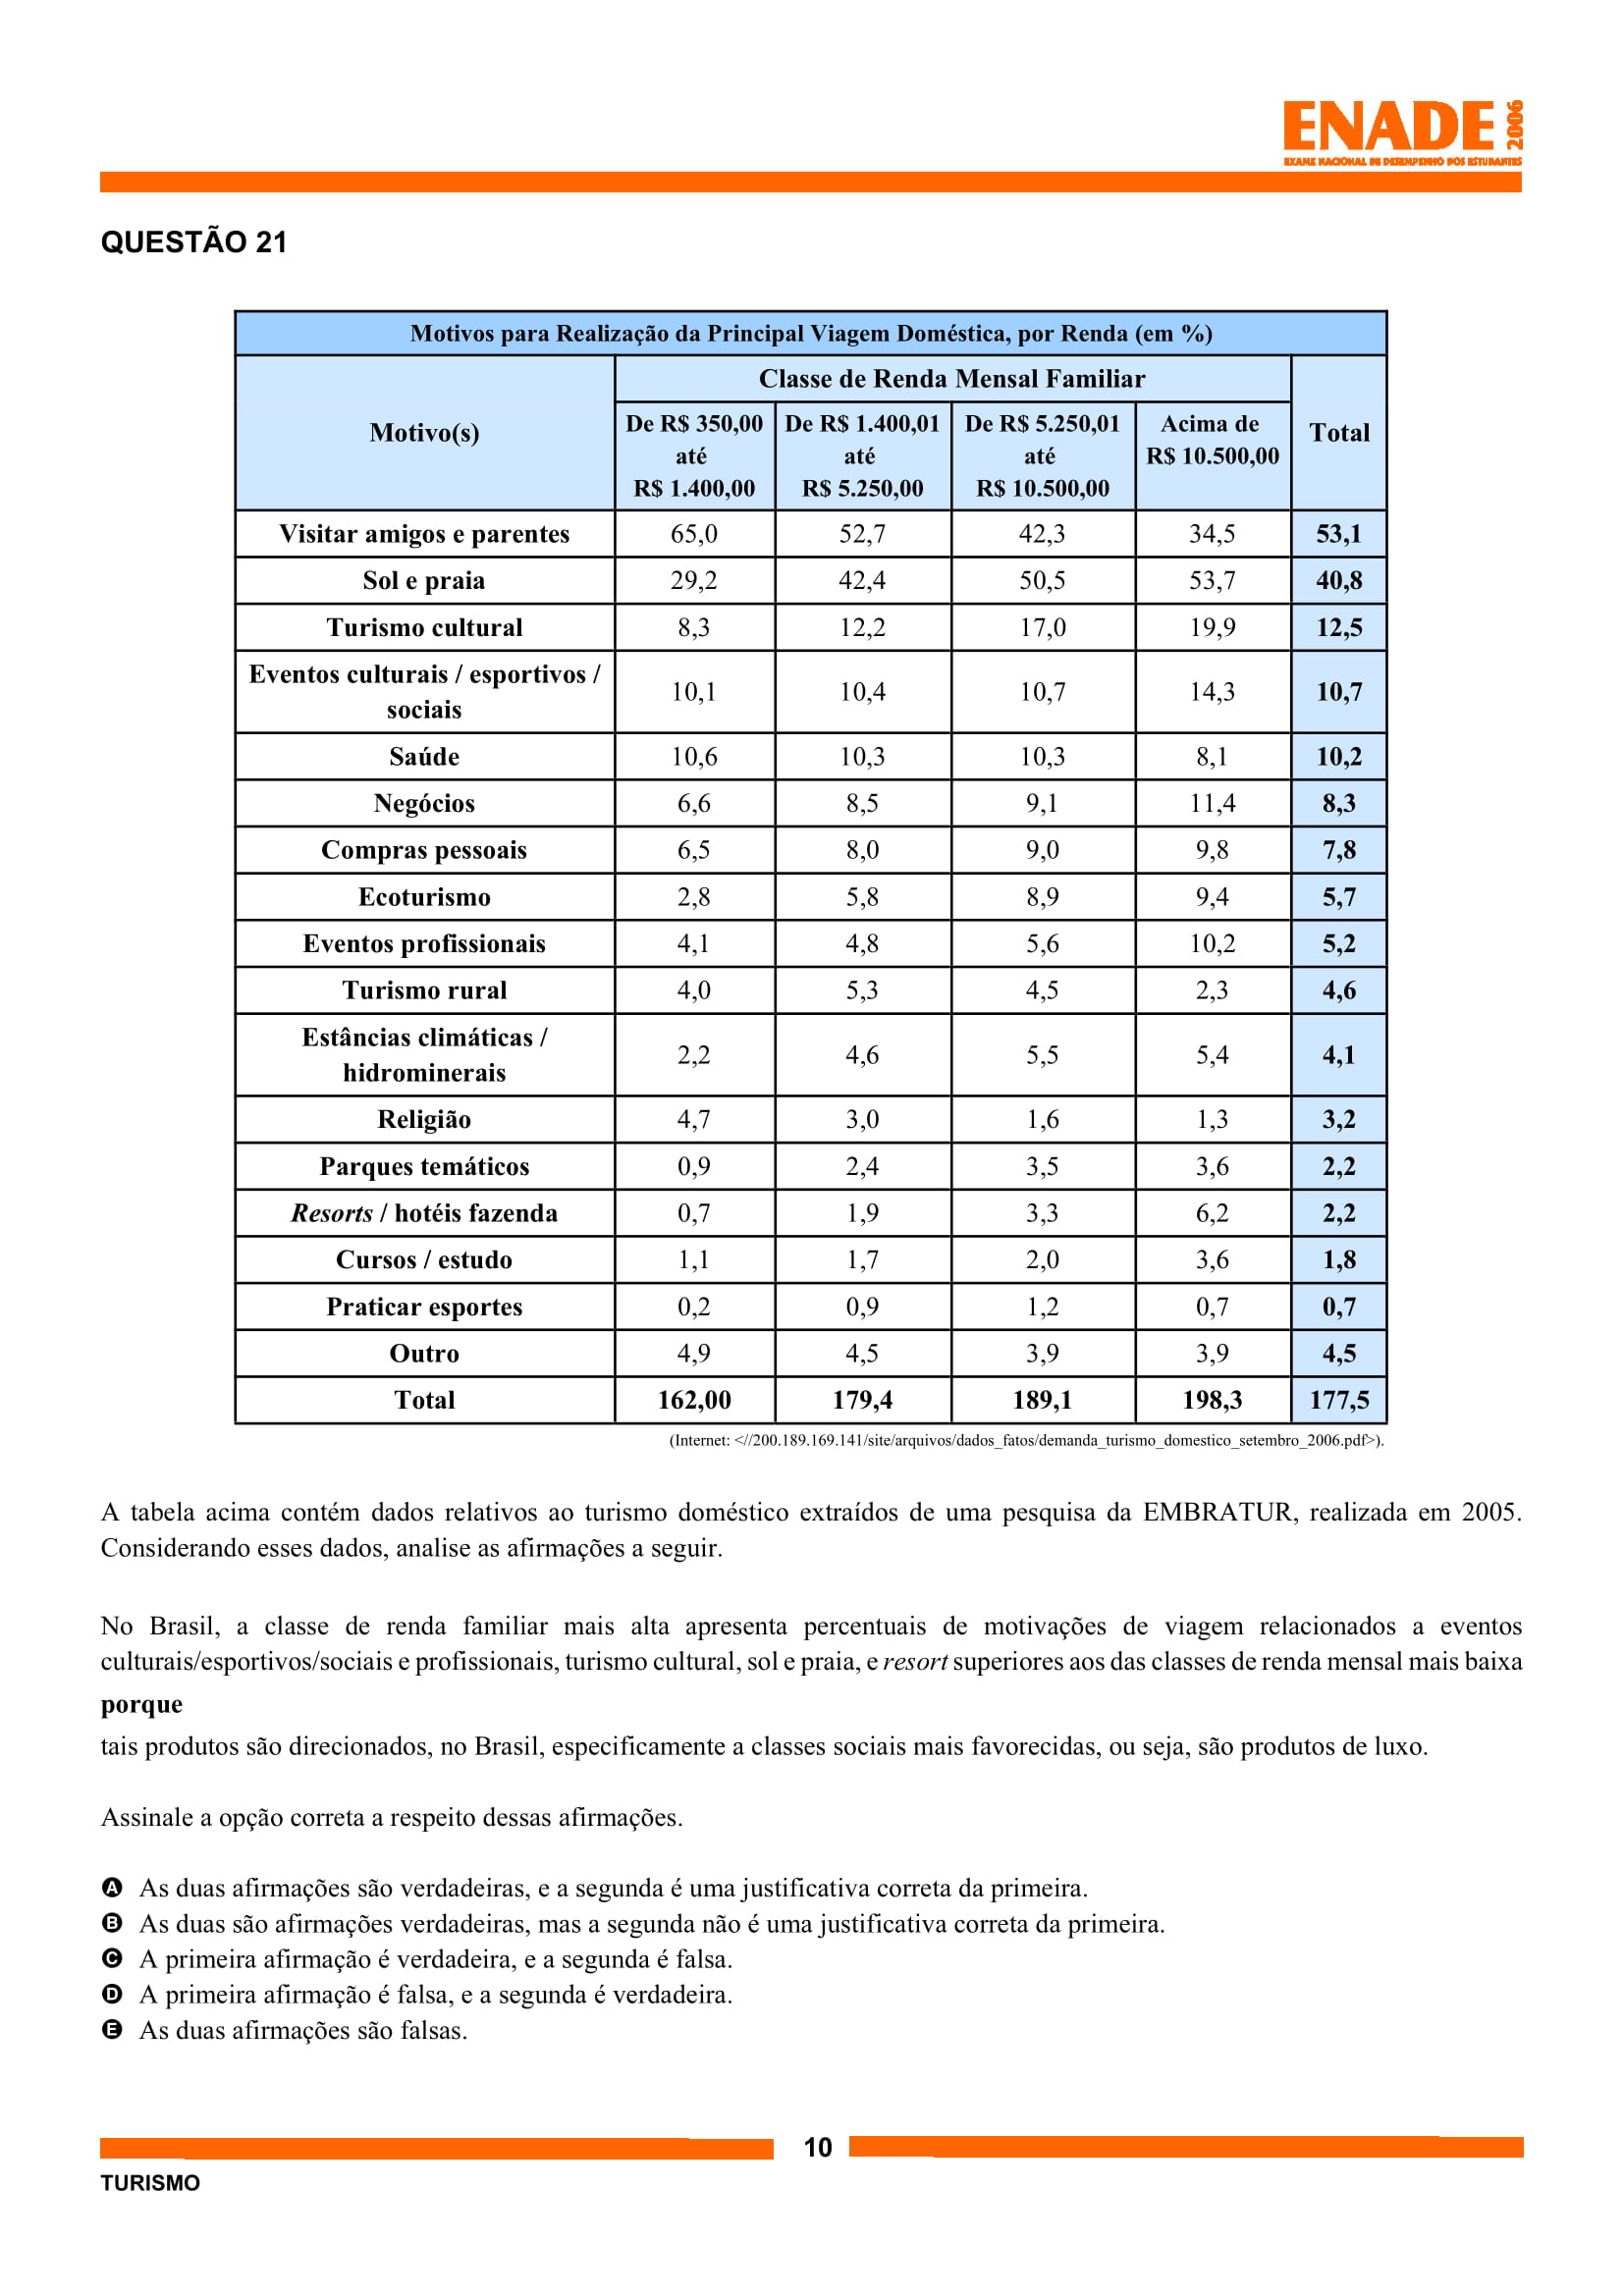 ENADE 2006
EXAME NACIONAL DE DESEMPENHO DOS ESTUDANTES
QUESTÃO 21
Motivos para Realização da Principal Viagem Doméstica, por Renda (em %)
Motivo(s)
Classe de Renda Mensal Familiar
Total
De R$ 350,00 até R$ 1.400,00
De R$ 1.400,01 até R$ 5.250,00
De R$ 5.250,01 até R$ 10.500,00
Acima de R$ 10.500,00
Visitar amigos e parentes 65,0 52,7 42,3 34,5 53,1
Sol e praia 29,2 42,4 50,5 53,7 40,8
Turismo cultural 8,3 12,2 17,0 19,9 12,5
Eventos culturais / esportivos / sociais 10,1 10,4 10,7 14,3 10,7
Saúde 10,6 10,3 10,3 8,1 10,2
Negócios 6,6 8,5 9,1 11,4 8,3
Compras pessoais 6,5 8,0 9,0 9,8 7,8
Ecoturismo 2,8 5,8 8,9 9,4 5,7
Eventos profissionais 4,1 4,8 5,6 10,2 5,2
Turismo rural 4,0 5,3 4,5 2,3 4,6
Estâncias climáticas / hidrominerais 2,2 4,6 5,5 5,4 4,1
Religião 4,7 3,0 1,6 1,3 3,2
Parques temáticos 0,9 2,4 3,5 3,6 2,2
Resorts / hotéis fazenda 0,7 1,9 3,3 6,2 2,2
Cursos / estudo 1,1 1,7 2,0 3,6 1,8
Praticar esportes 0,2 0,9 1,2 0,7 0,7
Outro 4,9 4,5 3,9 3,9 4,5
Total 162,00 179,4 189,1 198,3 177,5
(Internet: <//200.189.169.141/site/arquivos/dados_fatos/demanda_turismo_domestico_setembro_2006.pdf>).
A tabela acima contém dados relativos ao turismo doméstico extraídos de uma pesquisa da EMBRATUR, realizada em 2005.
Considerando esses dados, analise as afirmações a seguir.
No Brasil, a classe de renda familiar mais alta apresenta percentuais de motivações de viagem relacionados a eventos
culturais/esportivos/sociais e profissionais, turismo cultural, sol e praia, e resort superiores aos das classes de renda mensal mais baixa
porque
tais produtos são direcionados, no Brasil, especificamente a classes sociais mais favorecidas, ou seja, são produtos de luxo.
Assinale a opção correta a respeito dessas afirmações.
A As duas afirmações são verdadeiras, e a segunda é uma justificativa correta da primeira.
B As duas são afirmações verdadeiras, mas a segunda não é uma justificativa correta da primeira.
C A primeira afirmação é verdadeira, e a segunda é falsa.
D A primeira afirmação é falsa, e a segunda é verdadeira.
E As duas afirmações são falsas.
10
TURISMO